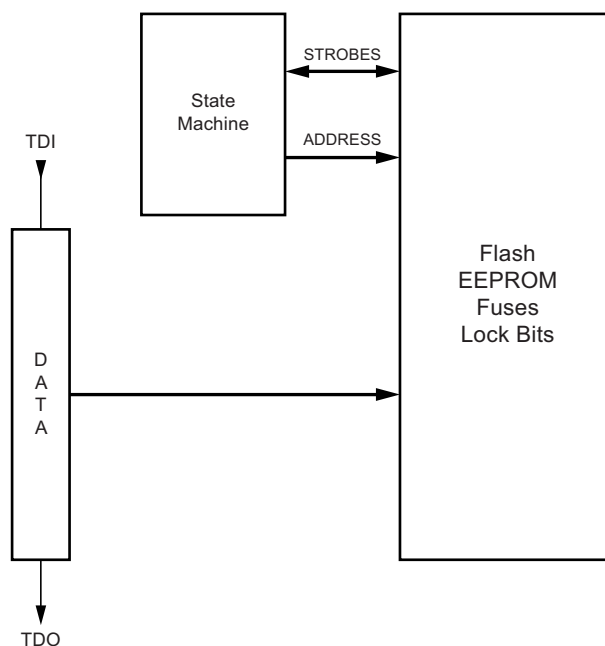 STROBES
State
Machine
ADDRESS
TDI
Flash
EEPROM
Fuses
Lock Bits
D
A
T
A
TDO